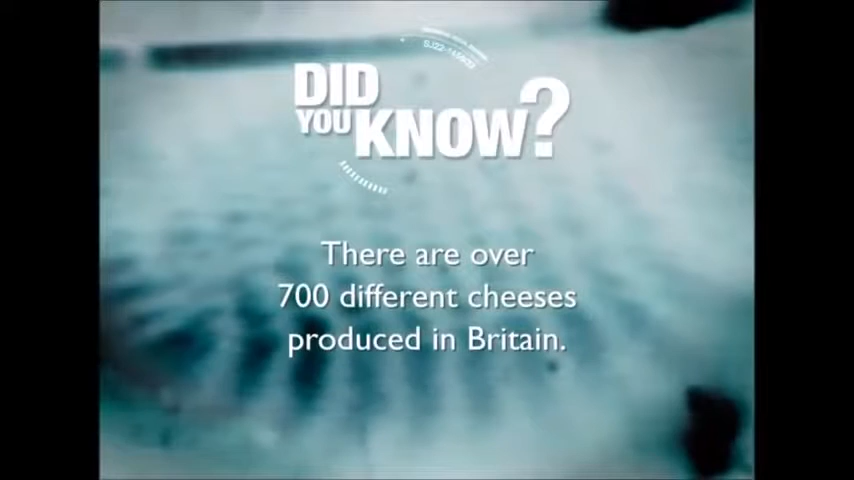 DID
YOU KNOW?
There are over
700 different cheeses
produced in Britain.